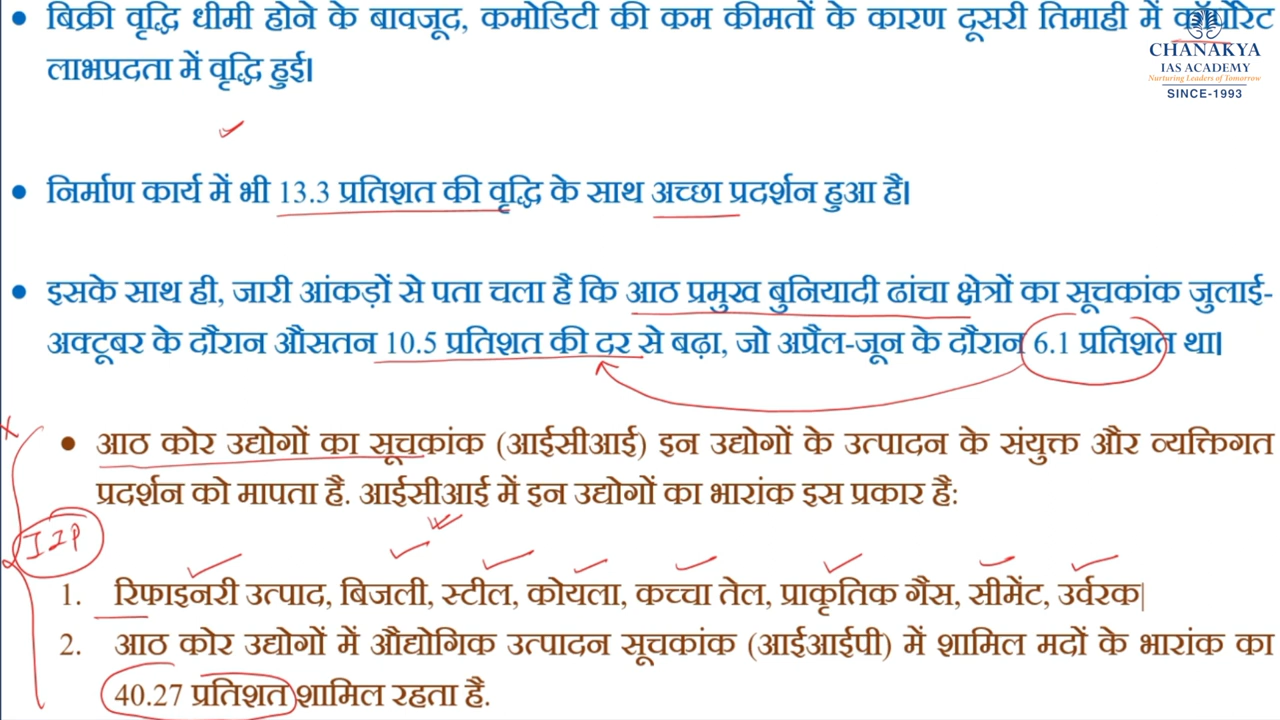 • बिक्री वृद्धि धीमी होने के बावजूद, कमोडिटी की कम कीमतों के कारण दूसरी तिमाही में कॉर्पोरेट
लाभप्रदता में वृद्धि हुई।
CHANAKYA
IAS ACADEMY
Nurturing Leaders of Tomorrow
SINCE-1993
• निर्माण कार्य में भी 13.3 प्रतिशत की वृद्धि के साथ अच्छा प्रदर्शन हुआ है।
• इसके साथ ही, जारी आंकड़ों से पता चला है कि आठ प्रमुख बुनियादी ढांचा क्षेत्रों का सूचकांक जुलाई-
अक्टूबर के दौरान औसतन 10.5 प्रतिशत की दर से बढ़ा, जो अप्रैल-जून के दौरान 6.1 प्रतिशत था।
• आठ कोर उद्योगों का सूचकांक (आईसीआई) इन उद्योगों के उत्पादन के संयुक्त और व्यक्तिगत
प्रदर्शन को मापता है. आईसीआई में इन उद्योगों का भारांक इस प्रकार है:
IIP
1. रिफाइनरी उत्पाद, बिजली, स्टील, कोयला, कच्चा तेल, प्राकृतिक गैस, सीमेंट, उर्वरक|
2. आठ कोर उद्योगों में औद्योगिक उत्पादन सूचकांक (आईआईपी) में शामिल मदों के भारांक का
40.27 प्रतिशत शामिल रहता है.